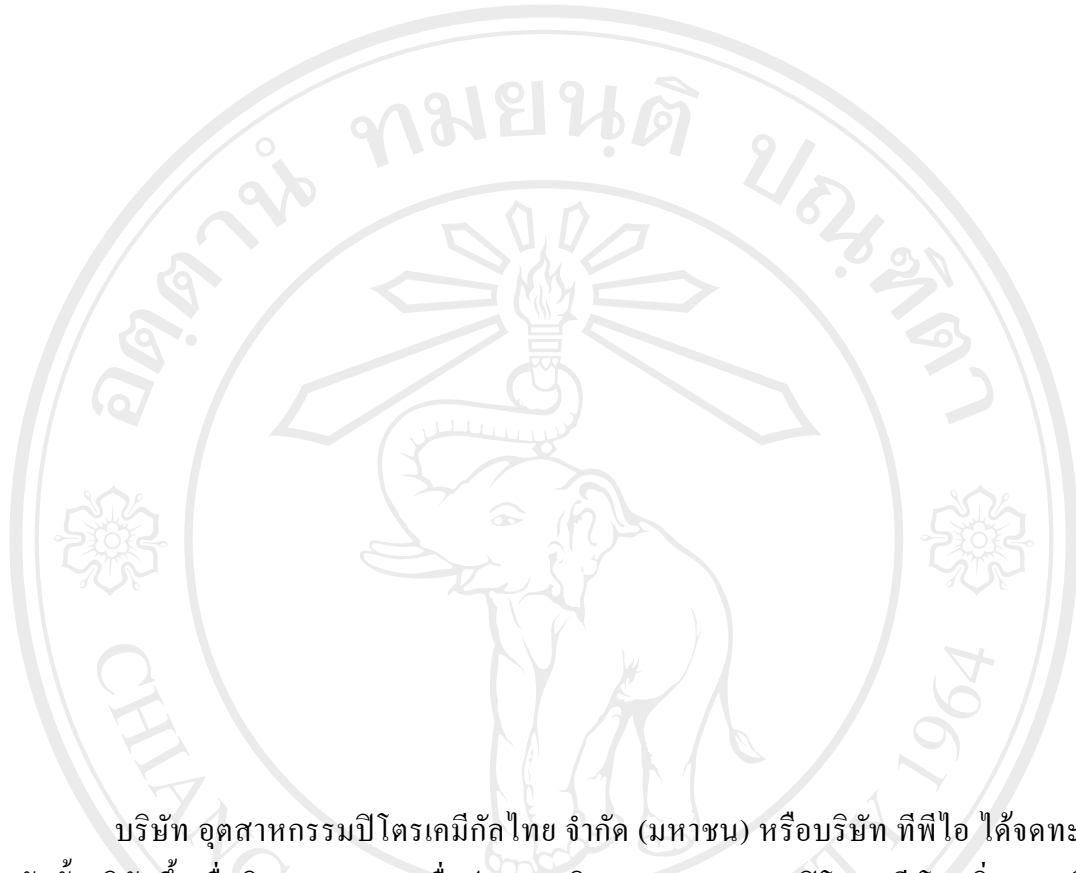 อตฺตานํ ทมยนฺติ ปณฺฑิตา
CHIANG
1964
บริษัท อุตสาหกรรมปิโตรเคมีกัลไทย จำกัด (มหาชน) หรือบริษัท ทีพีไอ ได้จดทะ